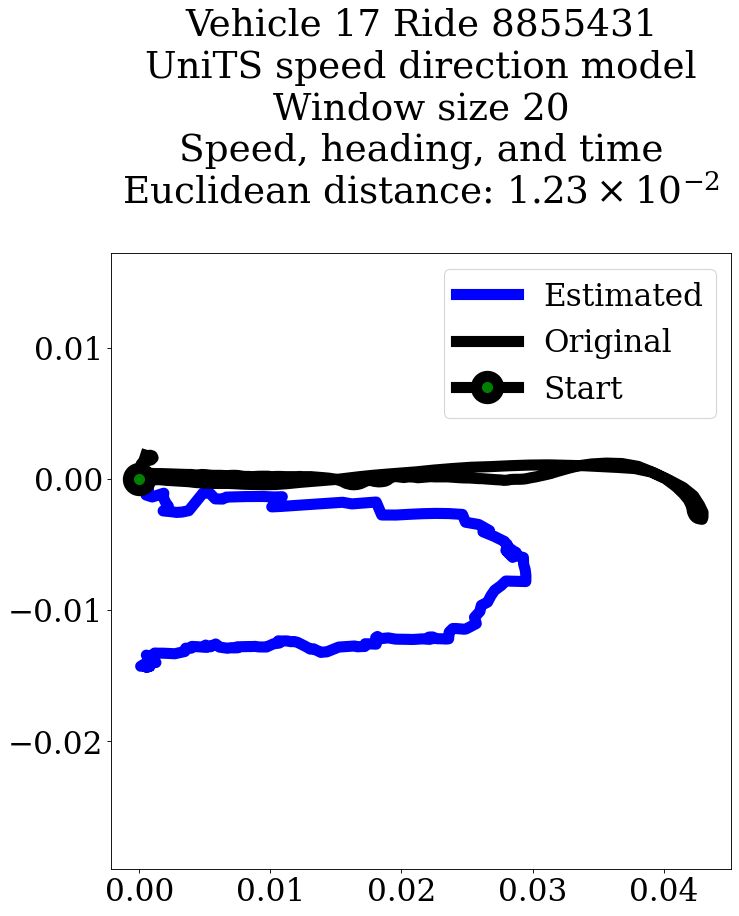 Vehicle 17 Ride 8855431
UniTS speed direction model
Window size 20
Speed, heading, and time
Euclidean distance: 1.23 × 10⁻²
Estimated
Original
Start
0.01
0.00
−0.01
−0.02
0.00 0.01 0.02 0.03 0.04